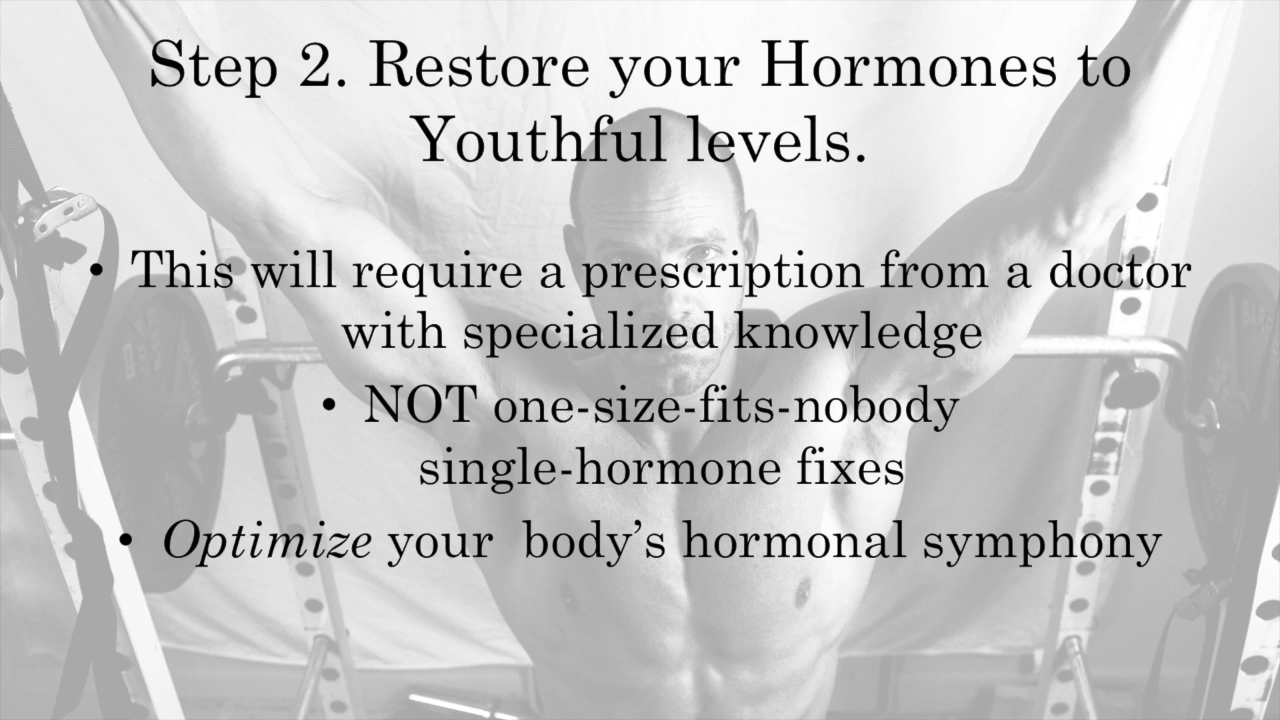 Step 2. Restore your Hormones to
Youthful levels.
• This will require a prescription from a doctor
with specialized knowledge
• NOT one-size-fits-nobody
single-hormone fixes
• Optimize your  body’s hormonal symphony